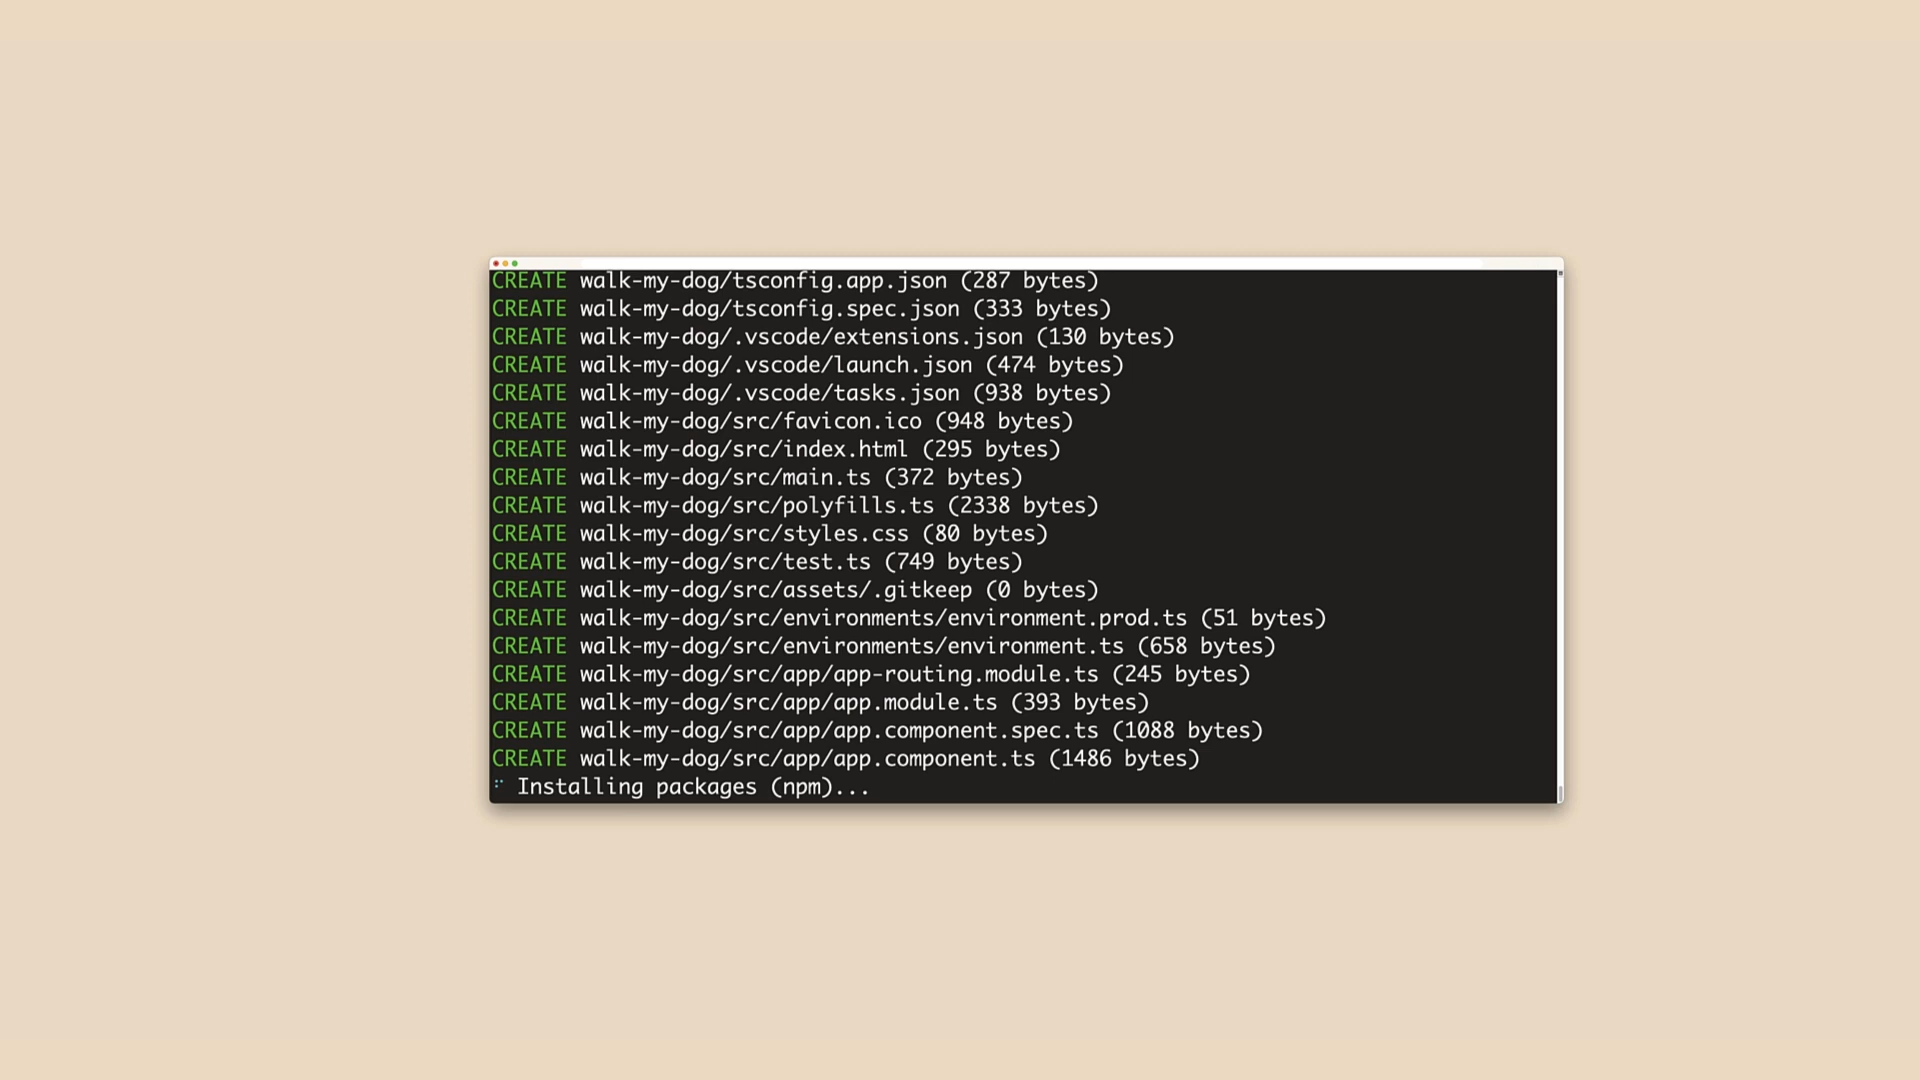 CREATE walk-my-dog/tsconfig.app.json (287 bytes)
CREATE walk-my-dog/tsconfig.spec.json (333 bytes)
CREATE walk-my-dog/.vscode/extensions.json (130 bytes)
CREATE walk-my-dog/.vscode/launch.json (474 bytes)
CREATE walk-my-dog/.vscode/tasks.json (938 bytes)
CREATE walk-my-dog/src/favicon.ico (948 bytes)
CREATE walk-my-dog/src/index.html (295 bytes)
CREATE walk-my-dog/src/main.ts (372 bytes)
CREATE walk-my-dog/src/polyfills.ts (2338 bytes)
CREATE walk-my-dog/src/styles.css (80 bytes)
CREATE walk-my-dog/src/test.ts (749 bytes)
CREATE walk-my-dog/src/assets/.gitkeep (0 bytes)
CREATE walk-my-dog/src/environments/environment.prod.ts (51 bytes)
CREATE walk-my-dog/src/environments/environment.ts (658 bytes)
CREATE walk-my-dog/src/app/app-routing.module.ts (245 bytes)
CREATE walk-my-dog/src/app/app.module.ts (393 bytes)
CREATE walk-my-dog/src/app/app.component.spec.ts (1088 bytes)
CREATE walk-my-dog/src/app/app.component.ts (1486 bytes)
Installing packages (npm)...